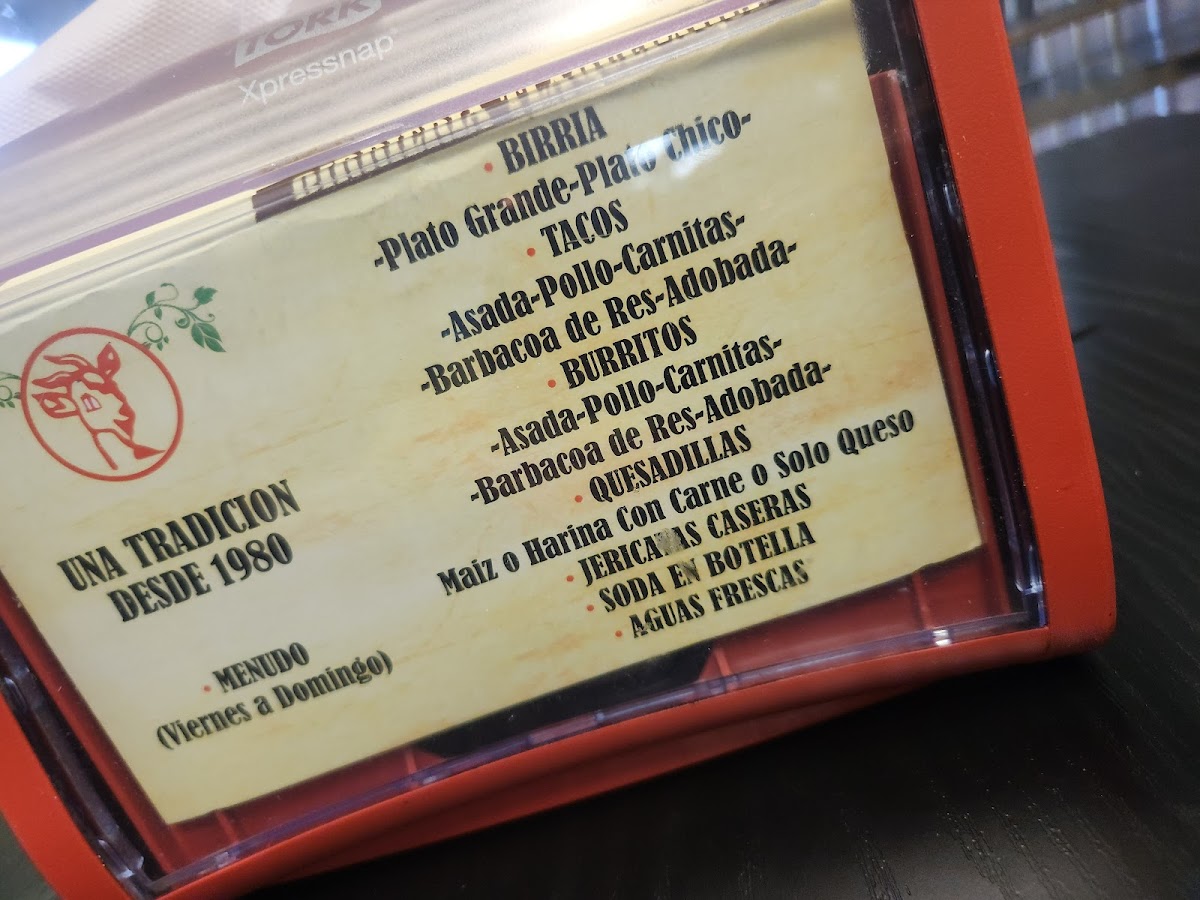 TORK
Xpressnap
• BIRRIA
-Plato Grande-Plato Chico-
• TACOS
-Asada-Pollo-Carnitas-
-Barbacoa de Res-Adobada-
• BURRITOS
-Asada-Pollo-Carnitas-
-Barbacoa de Res-Adobada-
• QUESADILLAS
Maiz o Harina Con Carne o Solo Queso
• JERICAYAS CASERAS
• SODA EN BOTELLA
• AGUAS FRESCAS
UNA TRADICION
DESDE 1980
• MENUDO
(Viernes a Domingo)